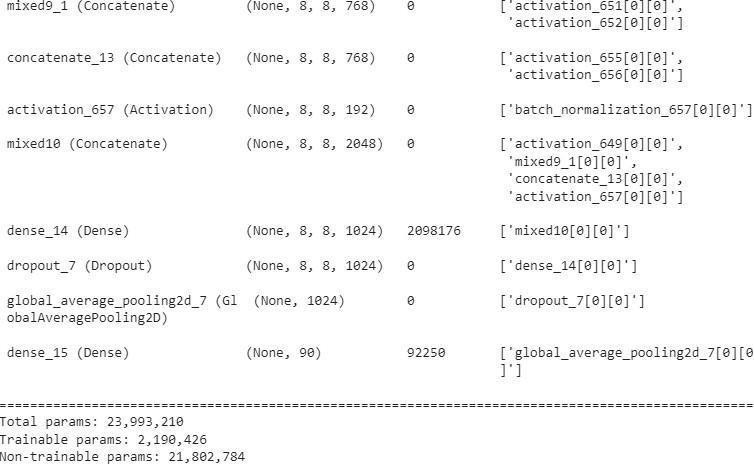 mixed9_1 (Concatenate) (None, 8, 8, 768) 0 ['activation_651[0][0]',
'activation_652[0][0]']
concatenate_13 (Concatenate) (None, 8, 8, 768) 0 ['activation_655[0][0]',
'activation_656[0][0]']
activation_657 (Activation) (None, 8, 8, 192) 0 ['batch_normalization_657[0][0]']
mixed10 (Concatenate) (None, 8, 8, 2048) 0 ['activation_649[0][0]',
'mixed9_1[0][0]',
'concatenate_13[0][0]',
'activation_657[0][0]']
dense_14 (Dense) (None, 8, 8, 1024) 2098176 ['mixed10[0][0]']
dropout_7 (Dropout) (None, 8, 8, 1024) 0 ['dense_14[0][0]']
global_average_pooling2d_7 (Gl (None, 1024) 0 ['dropout_7[0][0]']
obalAveragePooling2D)
dense_15 (Dense) (None, 90) 92250 ['global_average_pooling2d_7[0][0
]']
==================================================================================================
Total params: 23,993,210
Trainable params: 2,190,426
Non-trainable params: 21,802,784